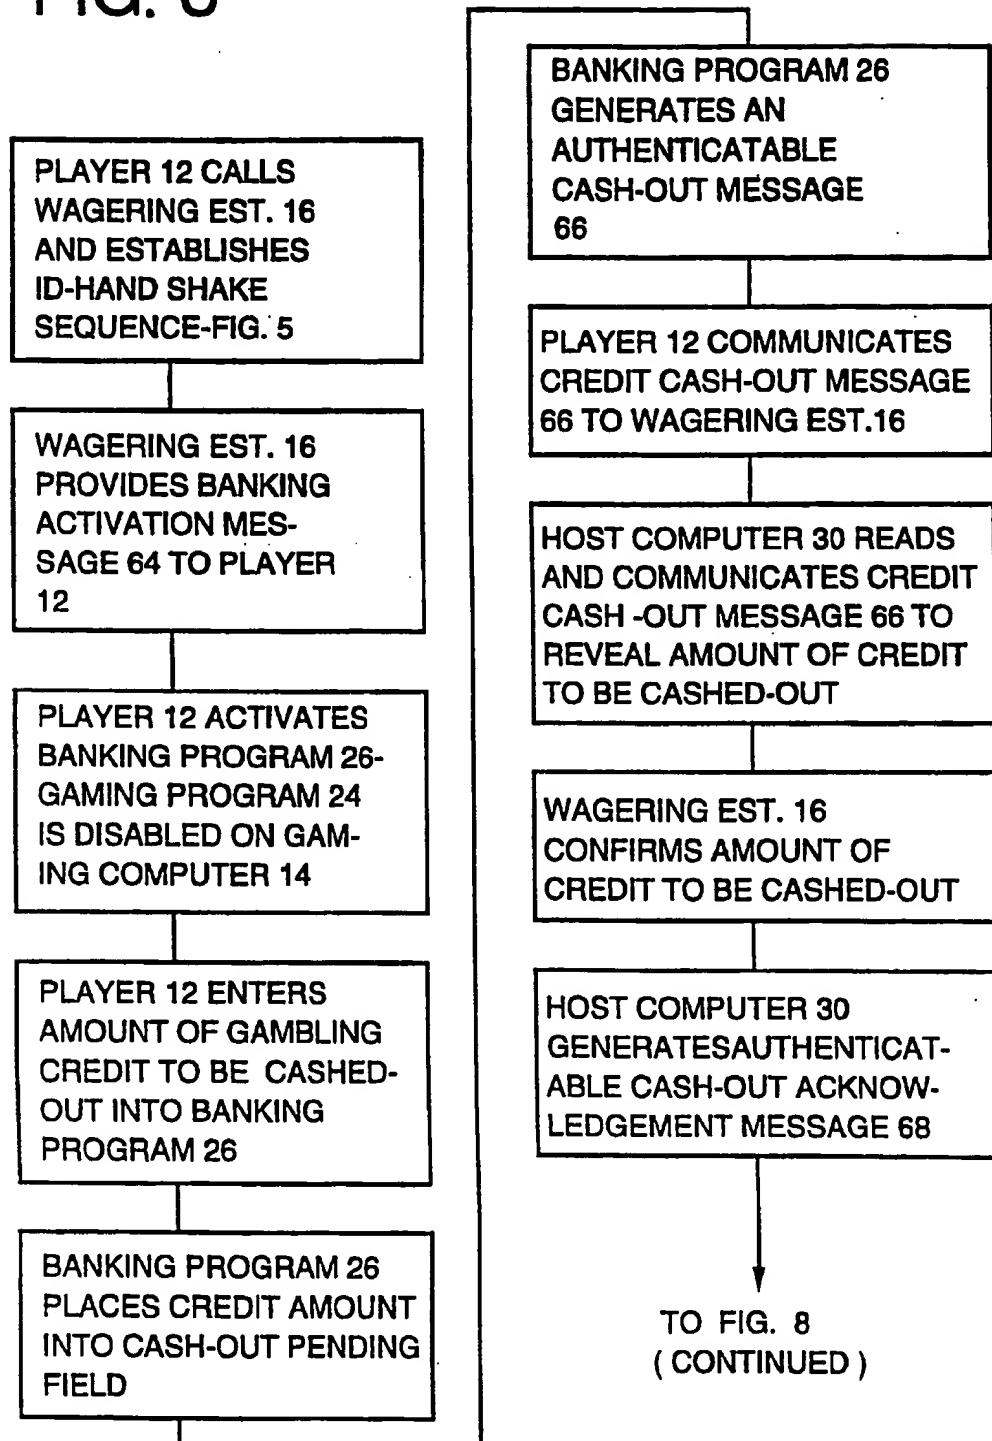 FIG. 8
PLAYER 12 CALLS
WAGERING EST. 16
AND ESTABLISHES
ID-HAND SHAKE
SEQUENCE-FIG. 5
WAGERING EST. 16
PROVIDES BANKING
ACTIVATION MES-
SAGE 64 TO PLAYER
12
PLAYER 12 ACTIVATES
BANKING PROGRAM 26-
GAMING PROGRAM 24
IS DISABLED ON GAM-
ING COMPUTER 14
PLAYER 12 ENTERS
AMOUNT OF GAMBLING
CREDIT TO BE CASHED-
OUT INTO BANKING
PROGRAM 26
BANKING PROGRAM 26
PLACES CREDIT AMOUNT
INTO CASH-OUT PENDING
FIELD
BANKING PROGRAM 26
GENERATES AN
AUTHENTICATABLE
CASH-OUT MESSAGE
66
PLAYER 12 COMMUNICATES
CREDIT CASH-OUT MESSAGE
66 TO WAGERING EST.16
HOST COMPUTER 30 READS
AND COMMUNICATES CREDIT
CASH -OUT MESSAGE 66 TO
REVEAL AMOUNT OF CREDIT
TO BE CASHED-OUT
WAGERING EST. 16
CONFIRMS AMOUNT OF
CREDIT TO BE CASHED-OUT
HOST COMPUTER 30
GENERATESAUTHENTICAT-
ABLE CASH-OUT ACKNOW-
LEDGEMENT MESSAGE 68
TO FIG. 8
( CONTINUED )